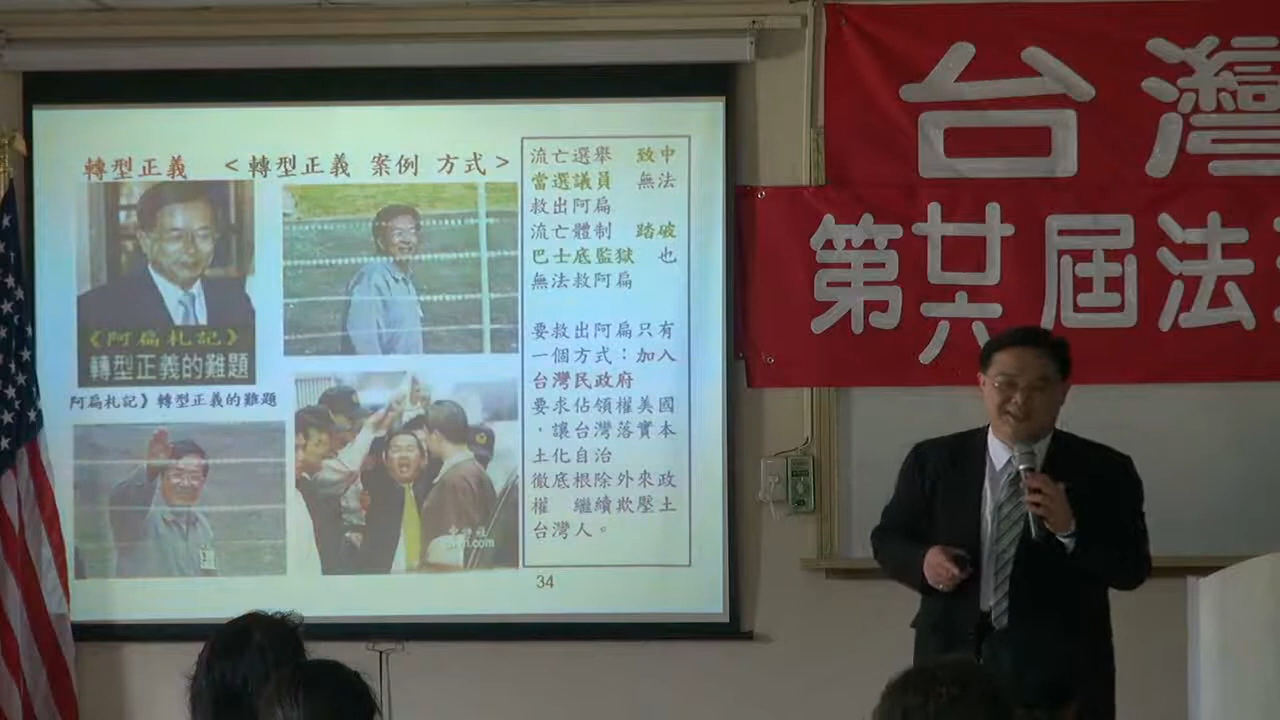 轉型正義 ＜轉型正義 案例 方式＞
《阿扁札記》
轉型正義的難題
阿扁札記》轉型正義的難題
流亡選舉 致中
當選議員 無法
救出阿扁
流亡體制 踏破
巴士底監獄 也
無法救阿扁
要救出阿扁只有
一個方式：加入
台灣民政府
要求佔領權美國
，讓台灣落實本
土化自治
徹底根除外來政
權 繼續欺壓土
台灣人。
34
台灣
第廿六屆法